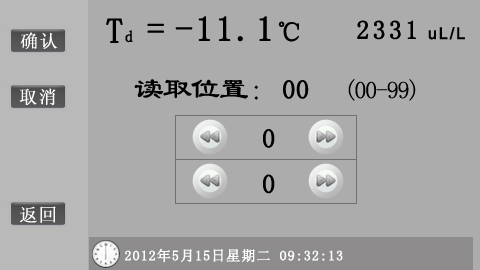 Td = -11.1℃ 2331 uL/L
确认
读取位置: 00 (00-99)
取消
0
0
返回
2012年5月15日星期二 09:32:13